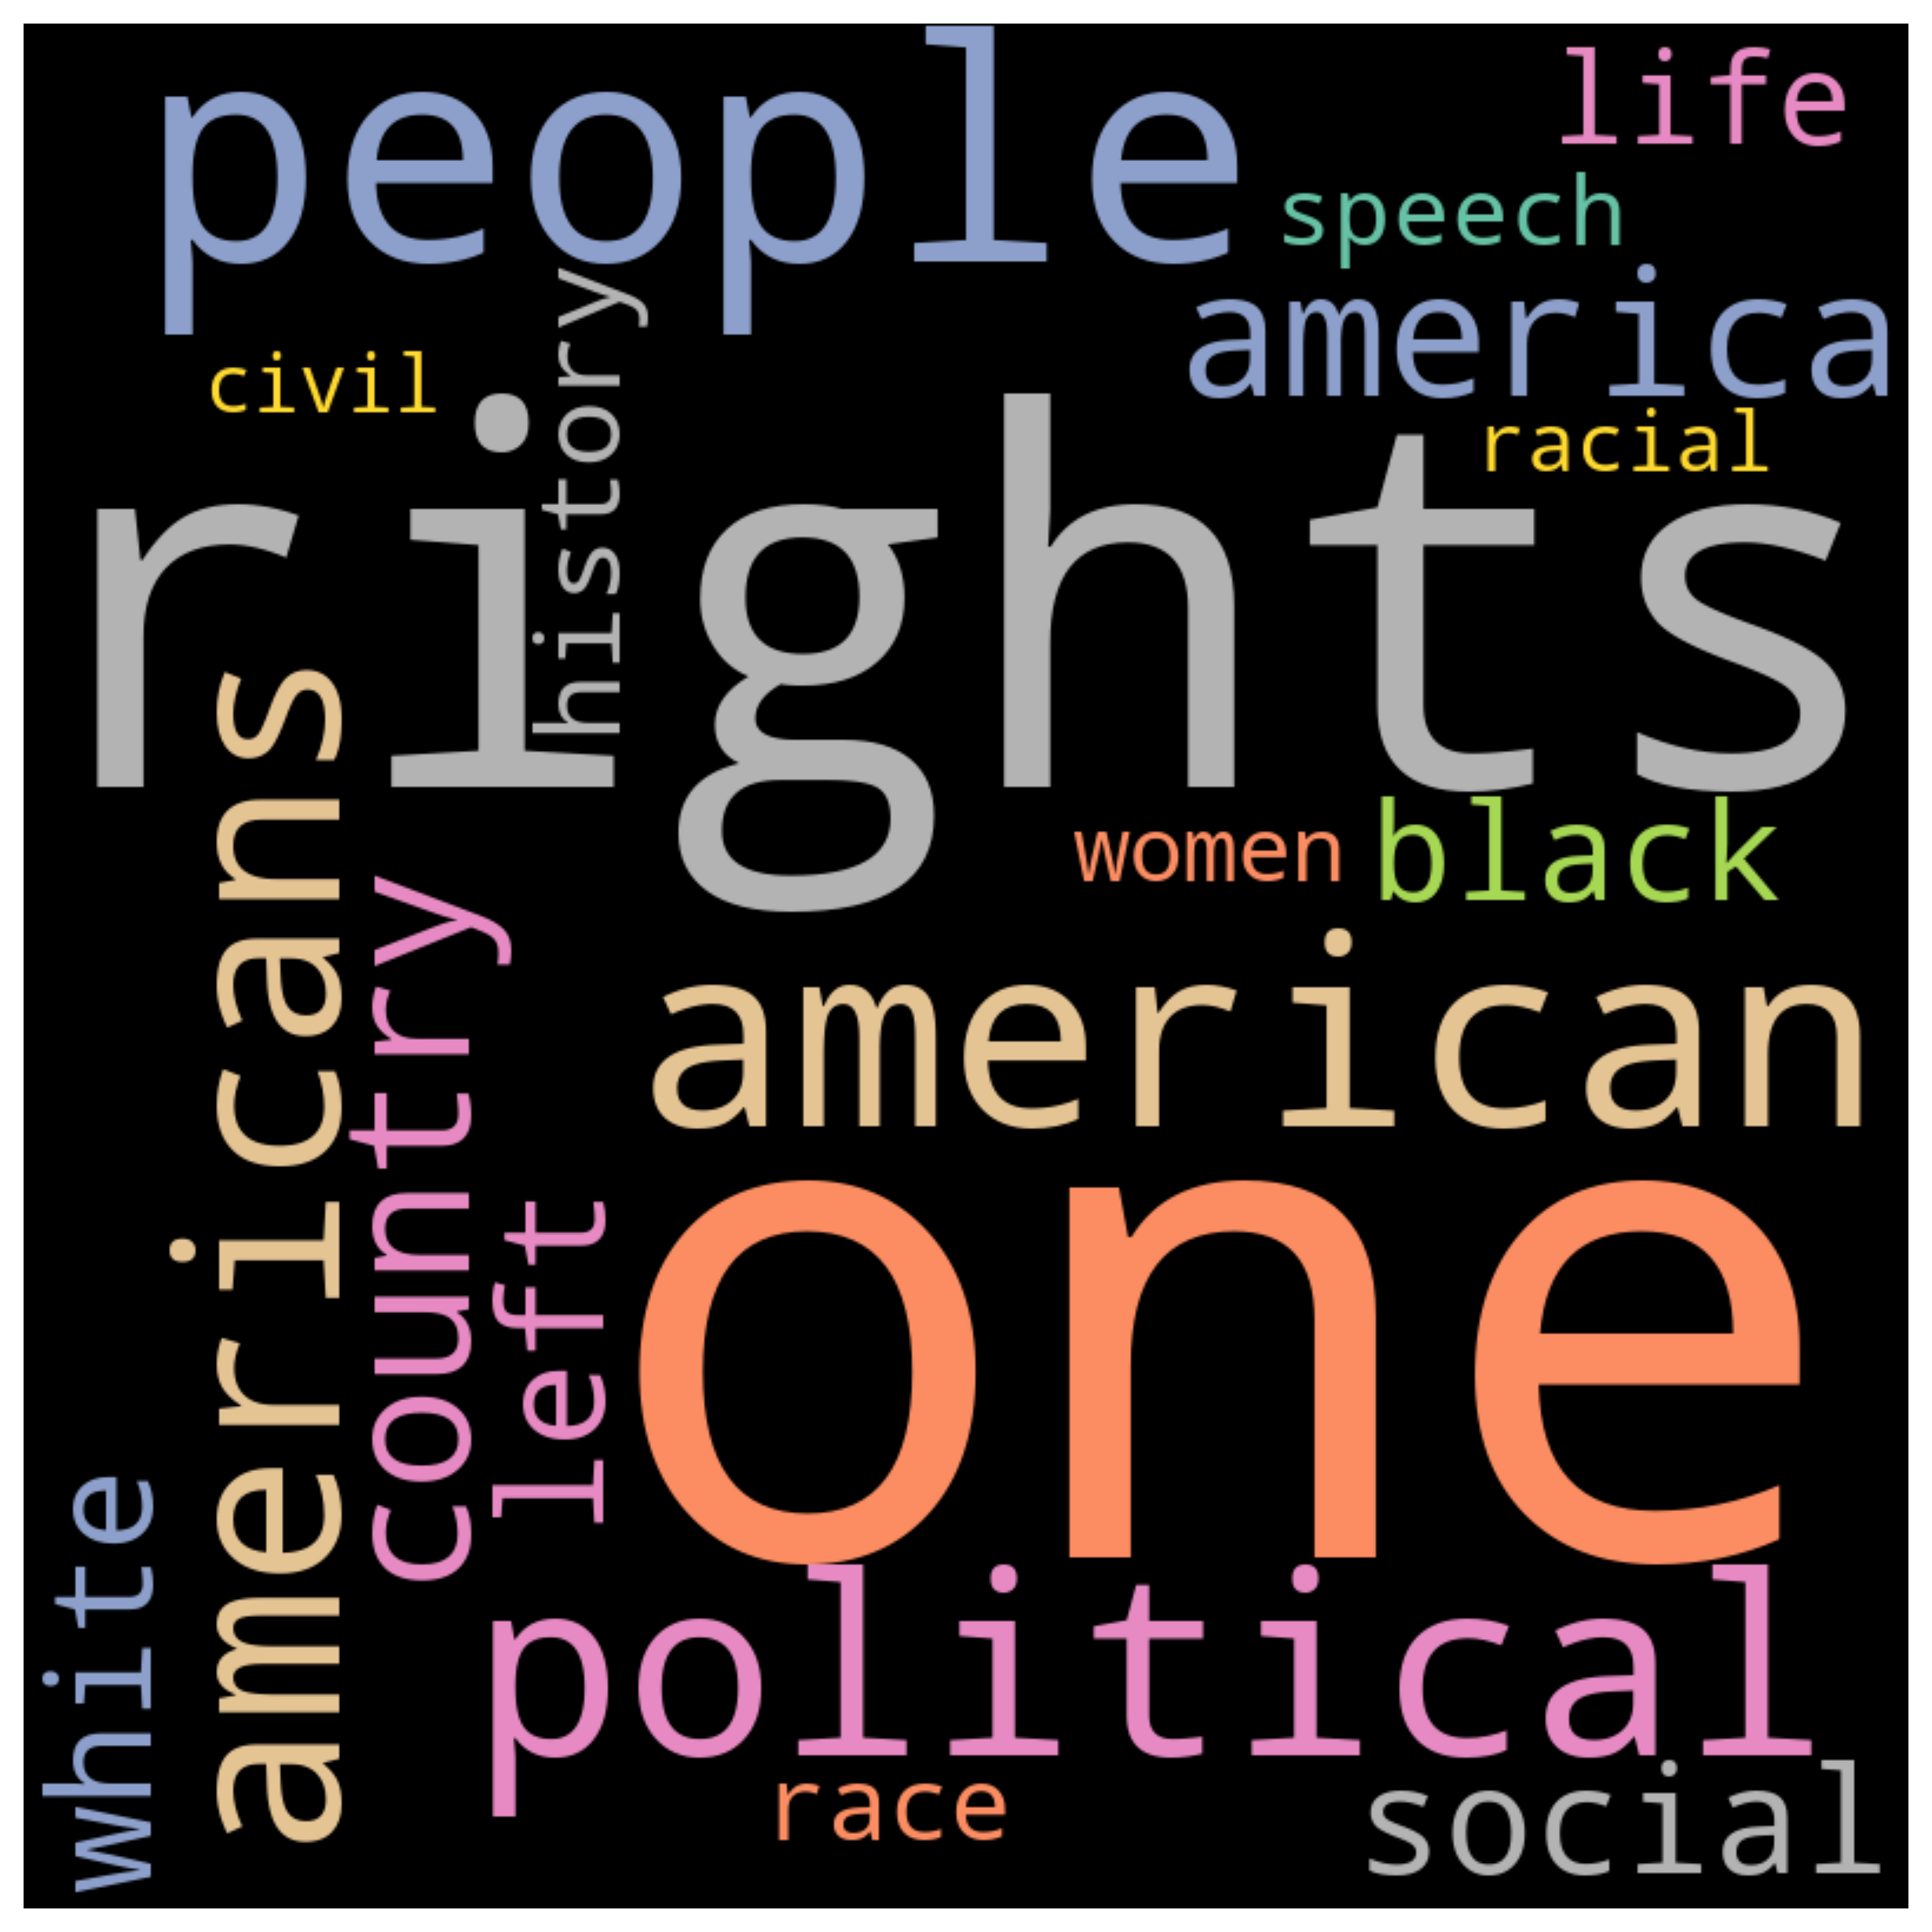 people
life
speech
america
history
civil
racial
rights
women
black
americans
country
american
left
one
white
political
race
social